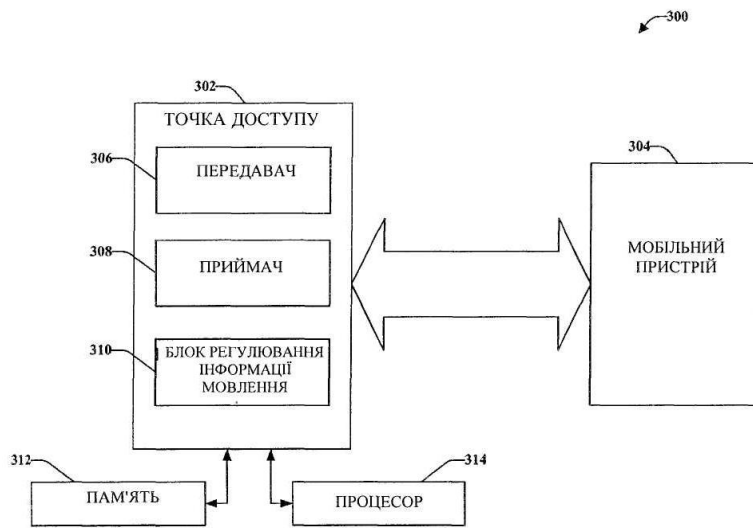 300
302
ТОЧКА ДОСТУПУ
306
ПЕРЕДАВАЧ
304
МОБІЛЬНИЙ
ПРИСТРІЙ
308
ПРИЙМАЧ
310
БЛОК РЕГУЛЮВАННЯ
ІНФОРМАЦІЇ
МОВЛЕННЯ
312
ПАМ'ЯТЬ
314
ПРОЦЕСОР